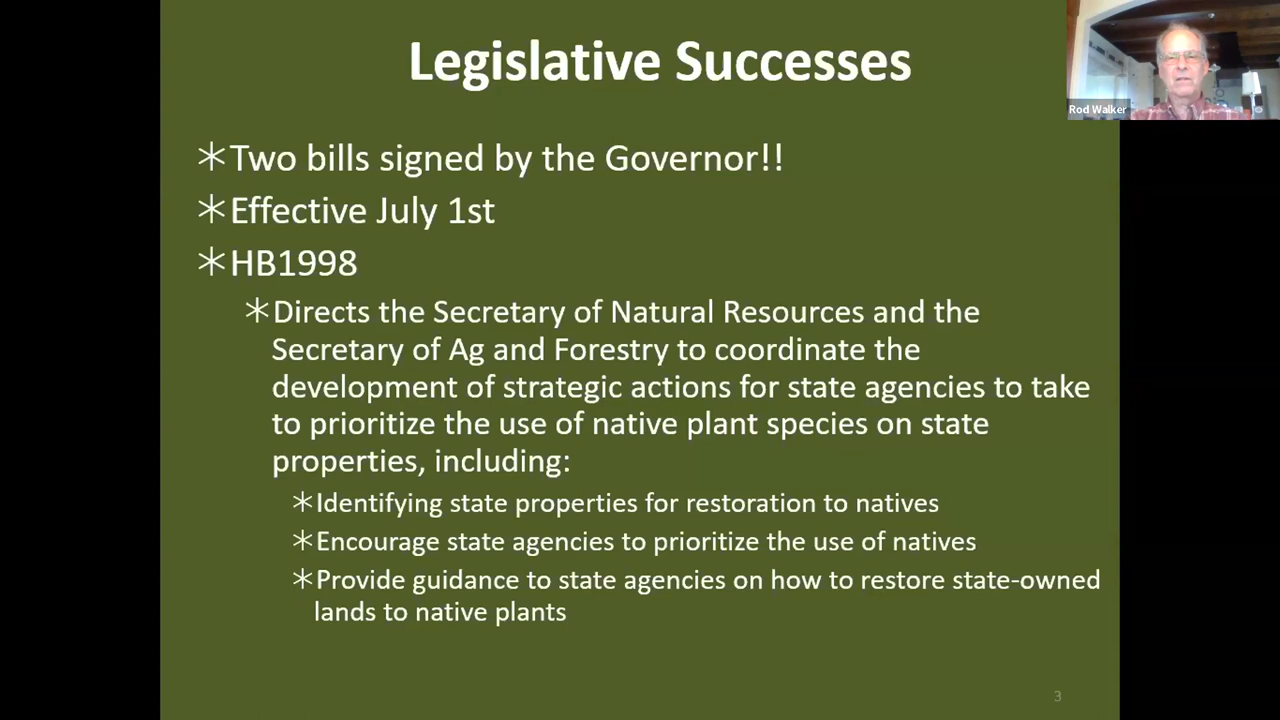 Legislative Successes
Rod Walker
Two bills signed by the Governor!!
Effective July 1st
HB1998
Directs the Secretary of Natural Resources and the
Secretary of Ag and Forestry to coordinate the
development of strategic actions for state agencies to take
to prioritize the use of native plant species on state
properties, including:
Identifying state properties for restoration to natives
Encourage state agencies to prioritize the use of natives
Provide guidance to state agencies on how to restore state-owned
lands to native plants
3